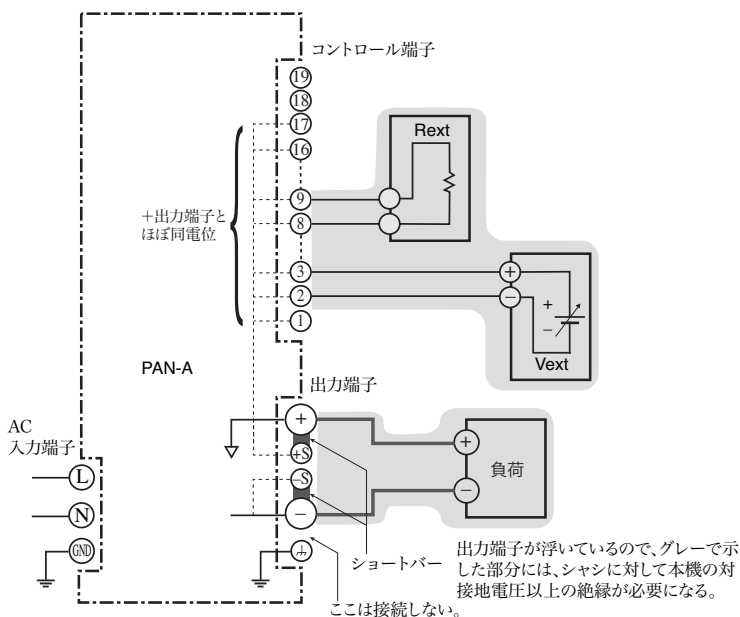 コントロール端子
19
18
17
16
9
8
3
2
1
＋出力端子と
ほぼ同電位
Rext
+
−
+
−
Vext
PAN-A
出力端子
AC
入力端子
L
N
GND
+
+S
−S
−
+
−
負荷
ショートバー
ここは接続しない。
出力端子が浮いているので、グレーで示
した部分には、シャシに対して本機の対
接地電圧以上の絶縁が必要になる。